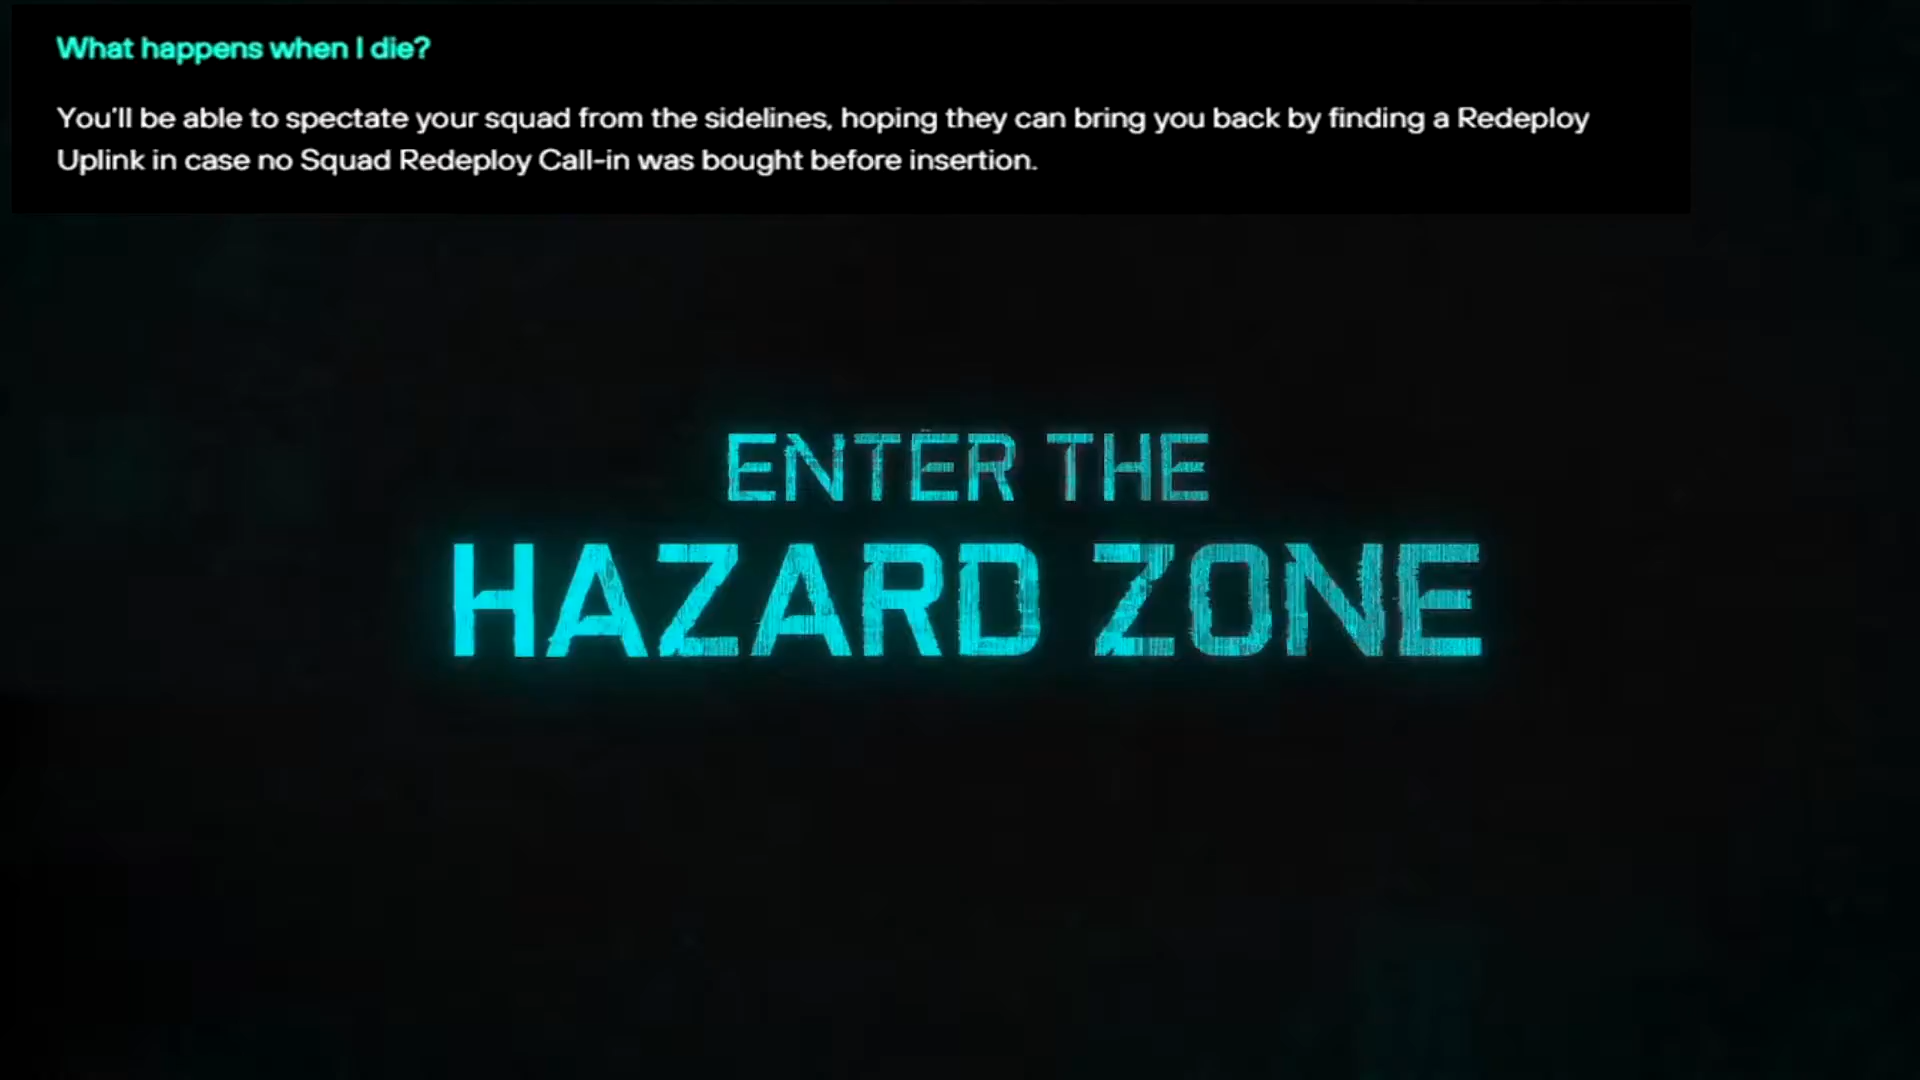 What happens when I die?
You'll be able to spectate your squad from the sidelines, hoping they can bring you back by finding a Redeploy
Uplink in case no Squad Redeploy Call-in was bought before insertion.
ENTER THE
HAZARD ZONE